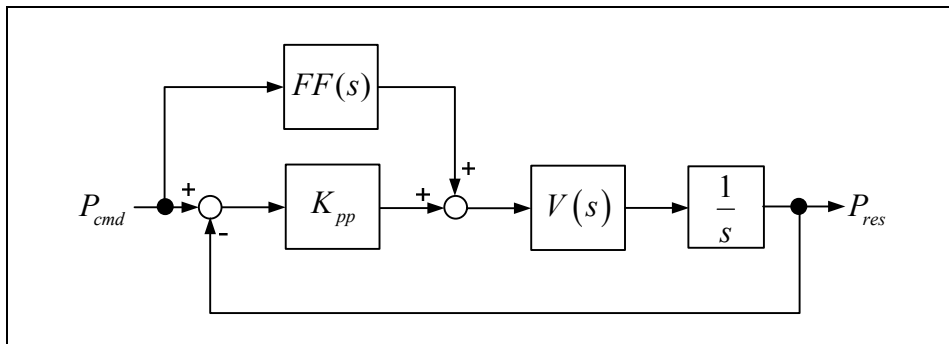 FF(s)
+
P_cmd
+
K_pp
+
V(s)
1/s
P_res
-